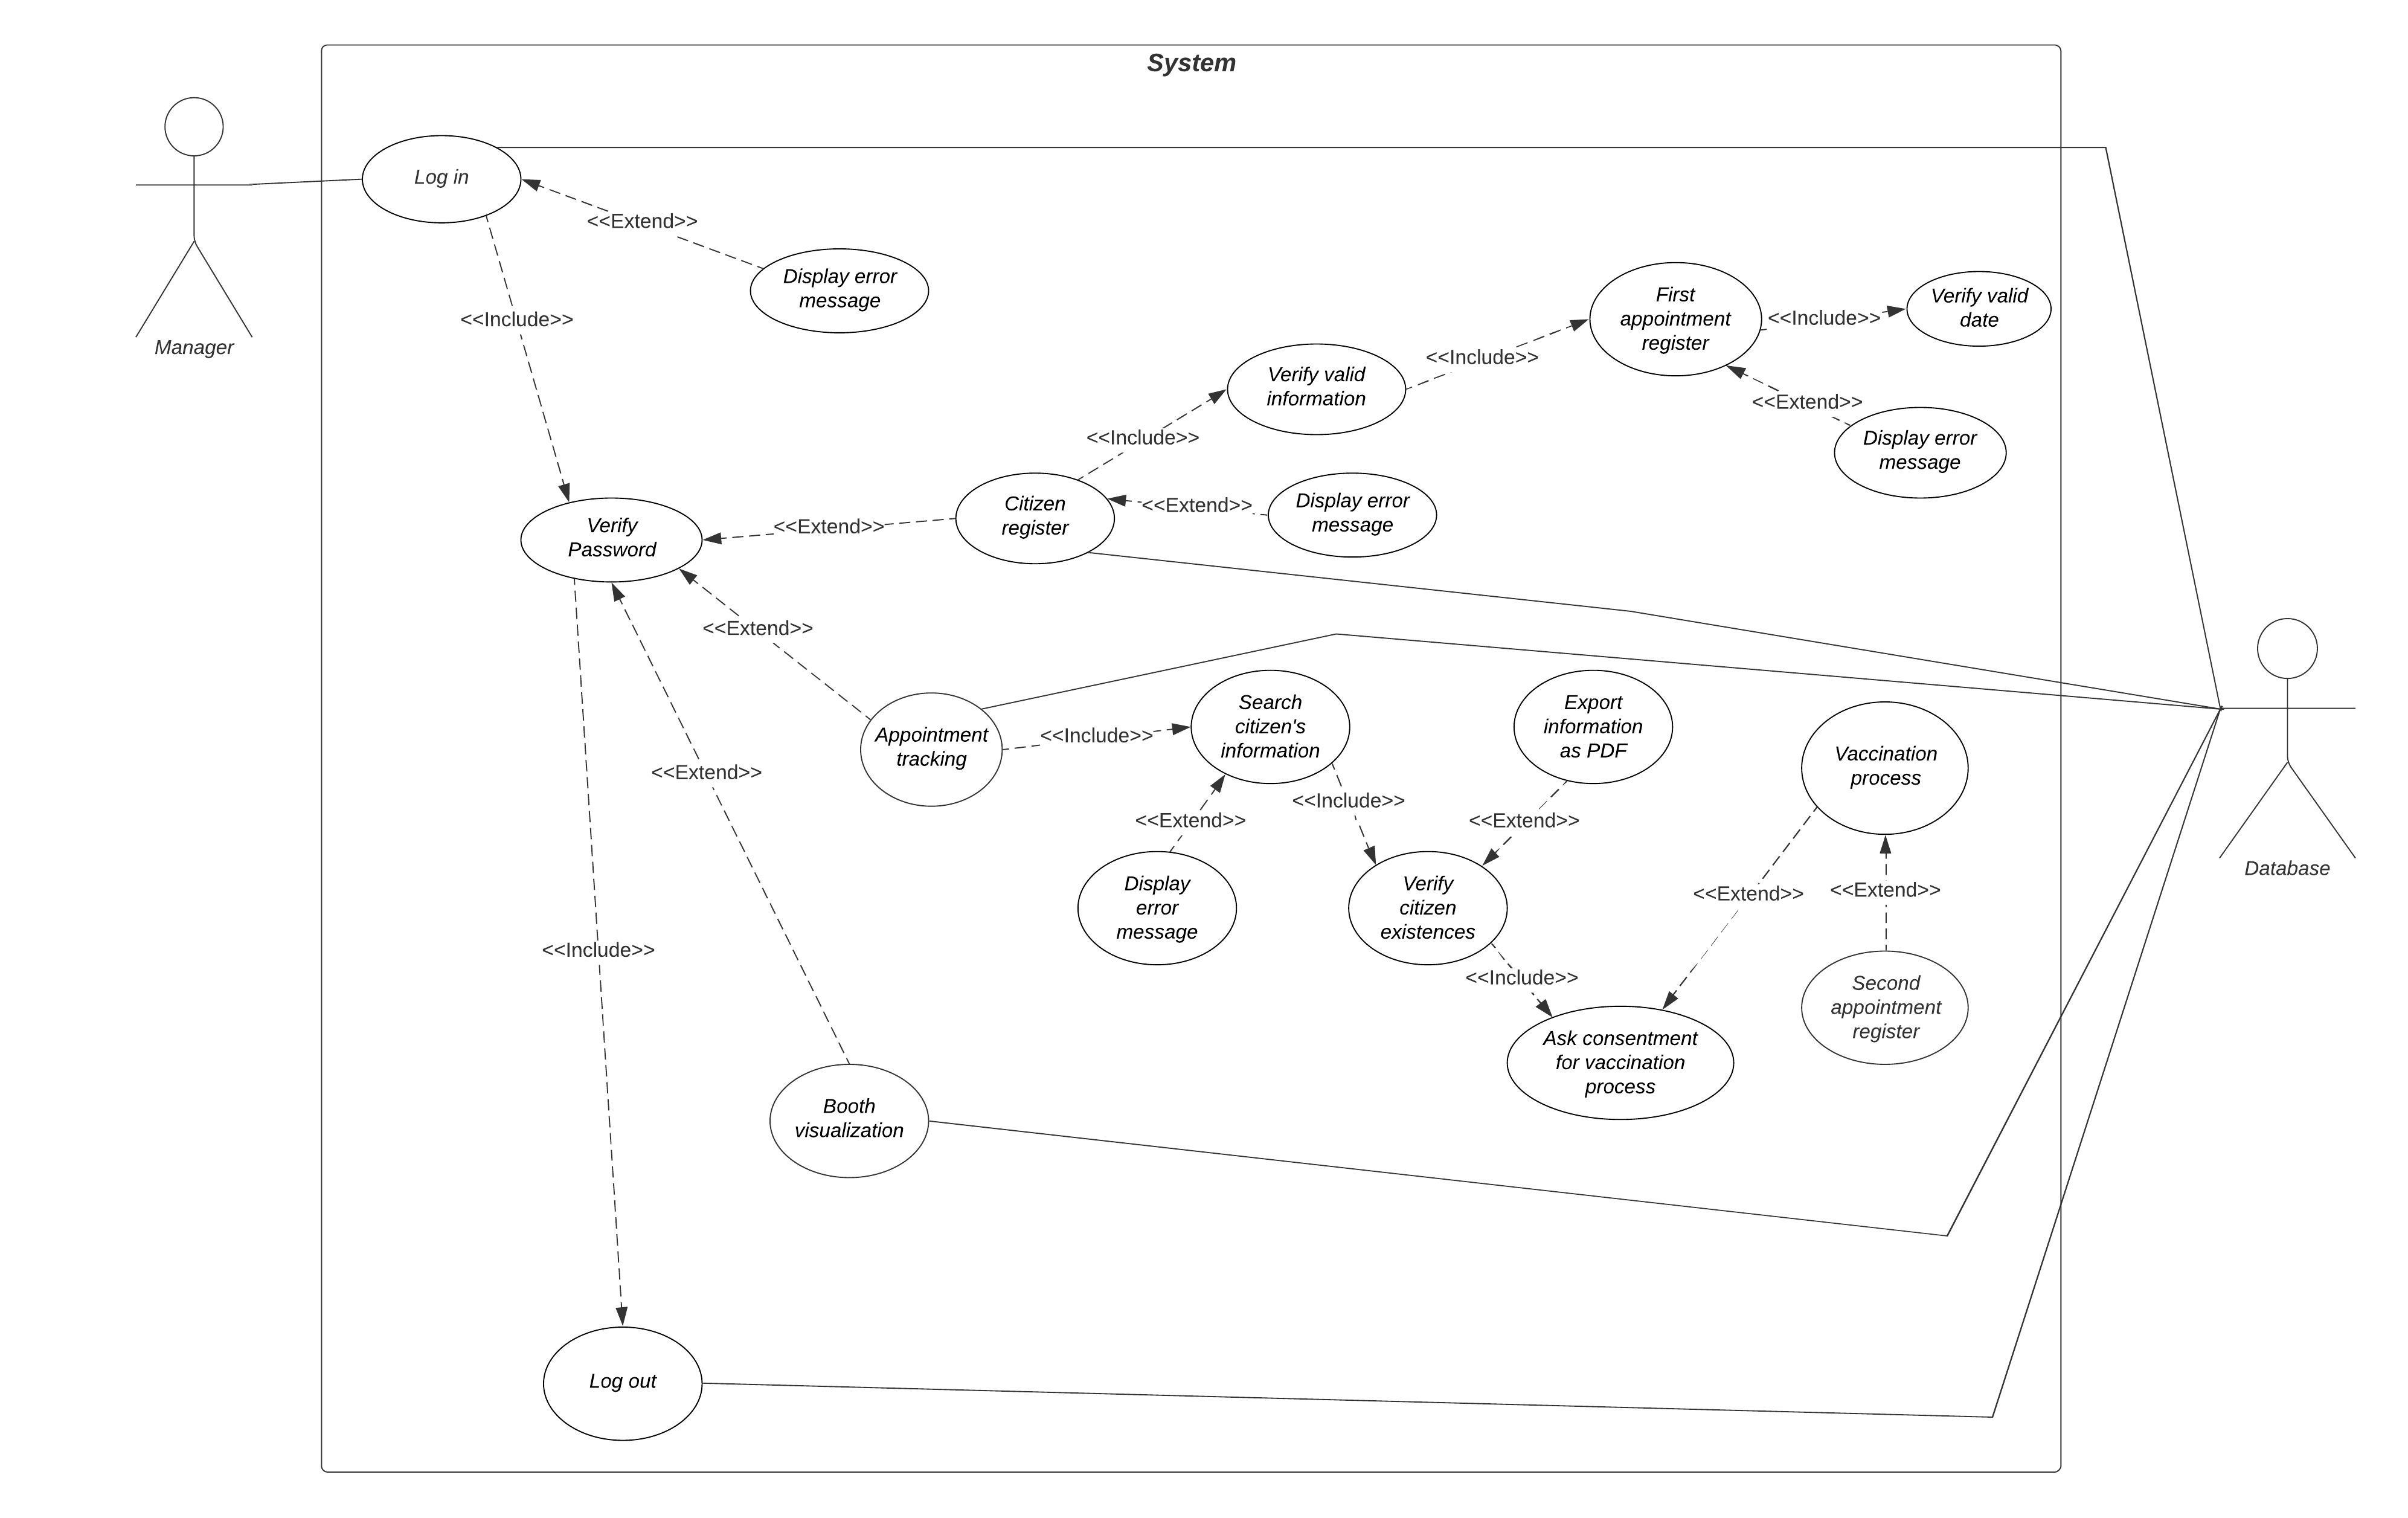 System
Log in
<<Extend>>
Display error
message
Manager
<<Include>>
First
appointment
register
<<Include>>
Verify valid
date
Verify valid
information
<<Include>>
<<Extend>>
Display error
message
<<Include>>
Citizen
register
<<Extend>>
Display error
message
<<Extend>>
Verify
Password
<<Extend>>
Appointment
tracking
<<Include>>
Search
citizen's
information
Export
information
as PDF
Vaccination
process
<<Extend>>
<<Extend>>
<<Include>>
<<Extend>>
Display
error
message
Verify
citizen
existences
<<Extend>>
<<Extend>>
Database
<<Include>>
<<Include>>
Second
appointment
register
Ask consentment
for vaccination
process
Booth
visualization
Log out